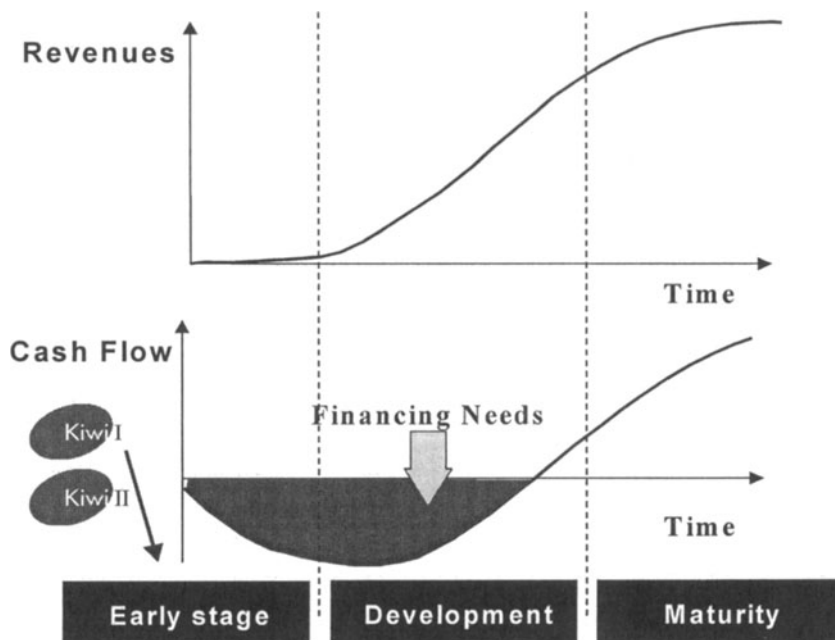 Revenues
Time
Cash Flow
Financing Needs
Kiwi I
Kiwi II
Time
Early stage
Development
Maturity